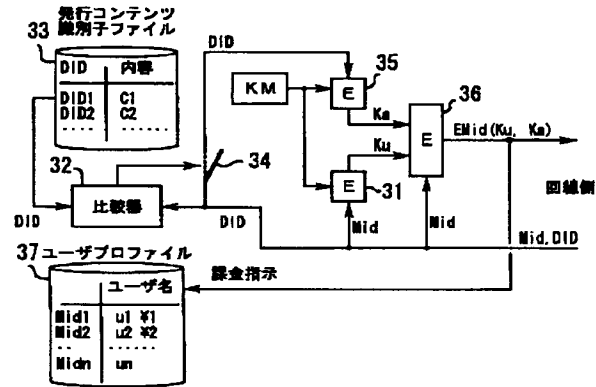 発行コンテンツ
識別子ファイル
33
DID 内容
DID1 C1
DID2 C2
····· ·····
DID
KM
E
35
Ka
36
E
EMid(Ku, Ka)
Ku
E
31
回線側
32
比較器
34
DID
DID
Mid
Mid
Mid,DID
37 ユーザプロファイル
課金指示
ユーザ名
Mid1 u1 ¥1
Mid2 u2 ¥2
·· ······
Midn un